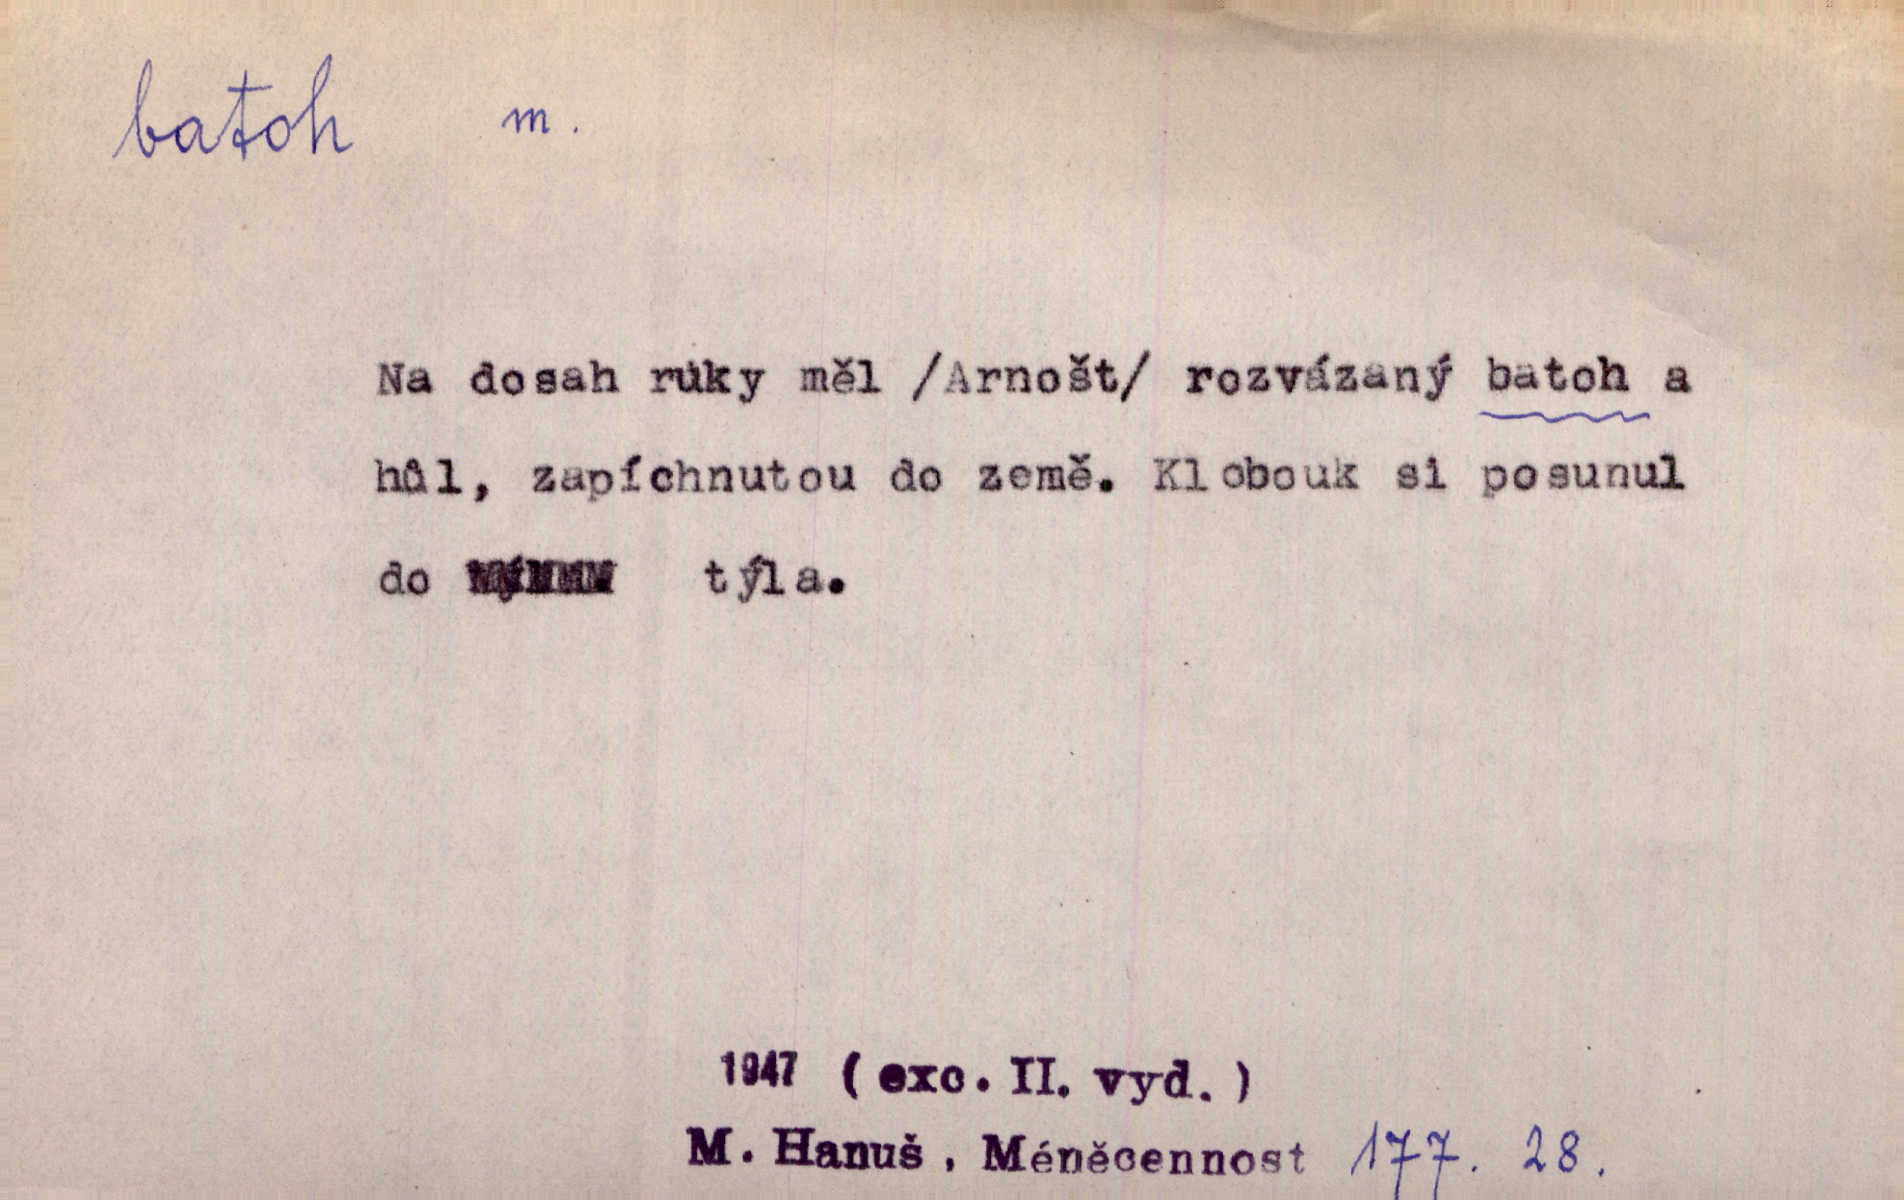 batoh m.
Na dosah ruky měl /Arnošt/ rozvázaný batoh a
hůl, zapíchnutou do země. Klobouk si posunul
do týla.
1947 (exc. II. vyd.)
M. Hanuš, Méněcennost 177. 28.